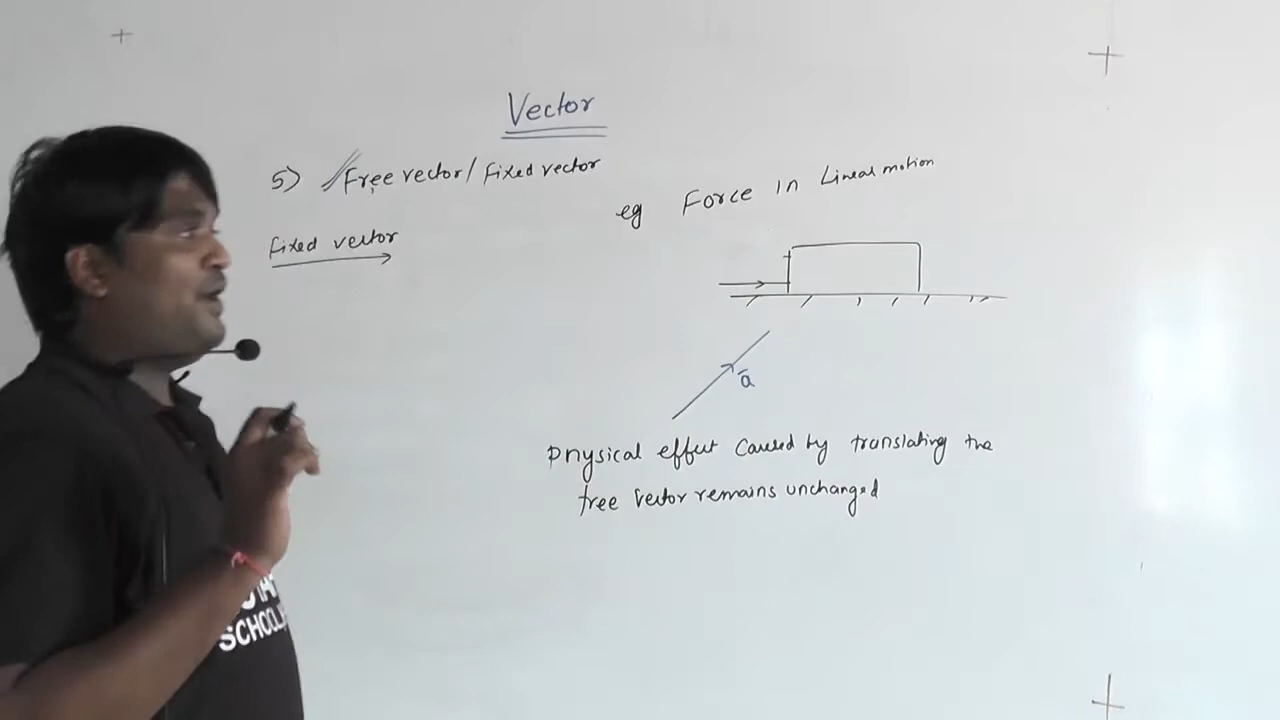 Vector
5) Free vector/ fixed vector
fixed vector
eg Force in Linear motion
ā
Physical effect caused by translating the
free vector remains unchanged
SCHOOL